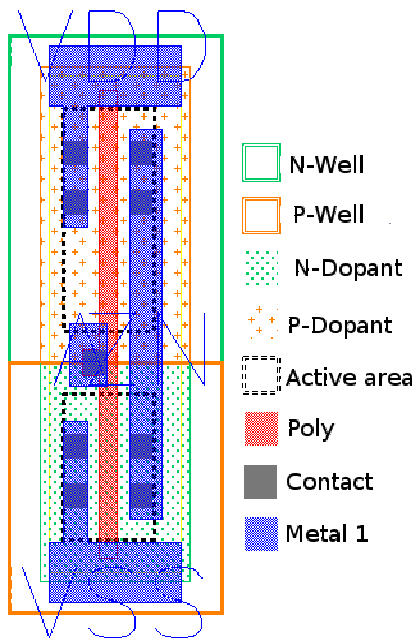 VDD
N-Well
P-Well
N-Dopant
P-Dopant
Active area
Poly
Contact
Metal 1
VSS